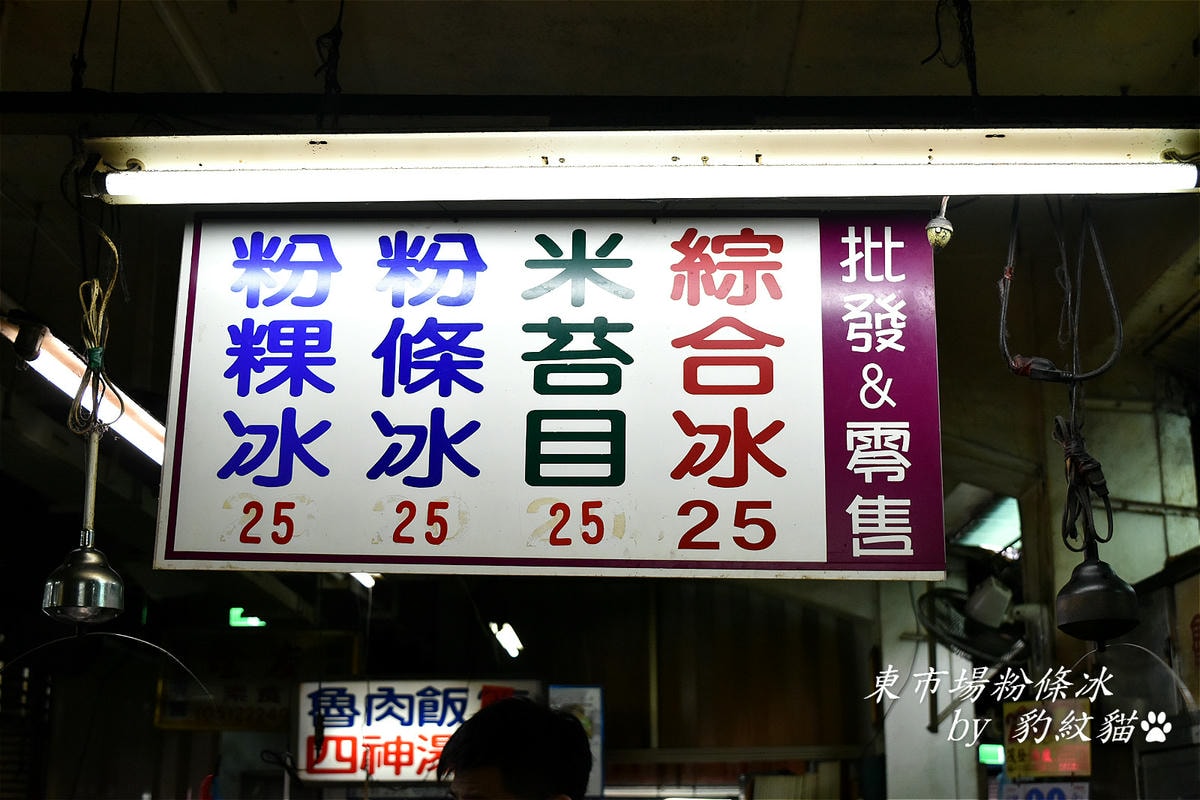 批發&零售
綜合冰
25
米苔目
25
粉條冰
25
粉粿冰
25
魯肉飯
四神湯
東市場粉條冰
by 豹紋貓